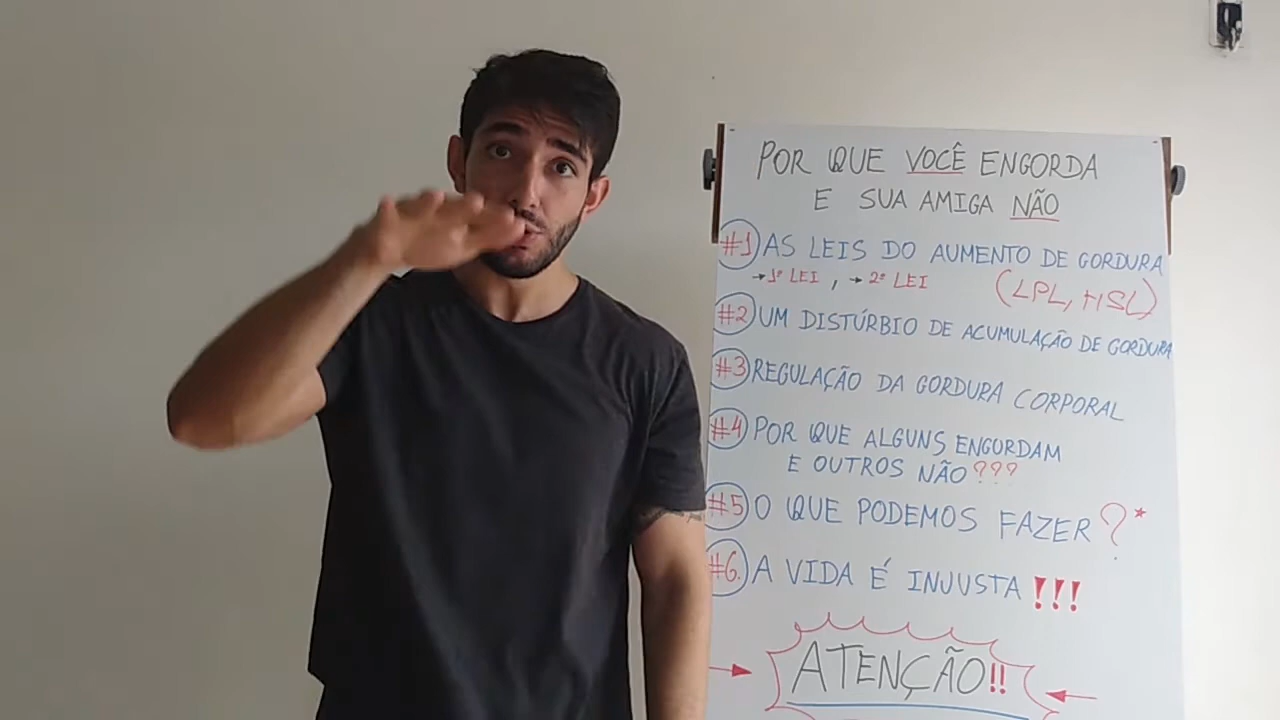 POR QUE VOCÊ ENGORDA
E SUA AMIGA NÃO
#1 AS LEIS DO AUMENTO DE GORDURA
→1ª LEI , →2ª LEI (LPL, HSL)
#2 UM DISTÚRBIO DE ACUMULAÇÃO DE GORDURA
#3 REGULAÇÃO DA GORDURA CORPORAL
#4 POR QUE ALGUNS ENGORDAM
E OUTROS NÃO ???
#5 O QUE PODEMOS FAZER?*
#6. A VIDA É INJUSTA !!!
ATENÇÃO!!